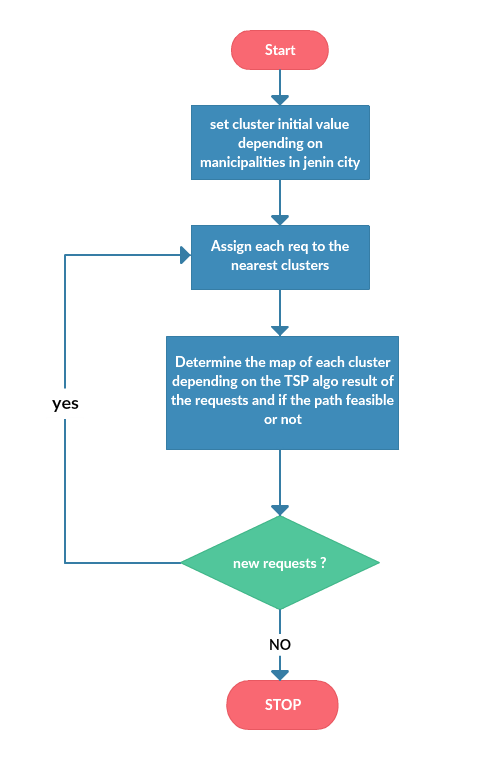 Start
set cluster initial value
depending on
manicipalities in jenin city
Assign each req to the
nearest clusters
Determine the map of each cluster
depending on the TSP algo result of
the requests and if the path feasible
or not
yes
new requests ?
NO
STOP